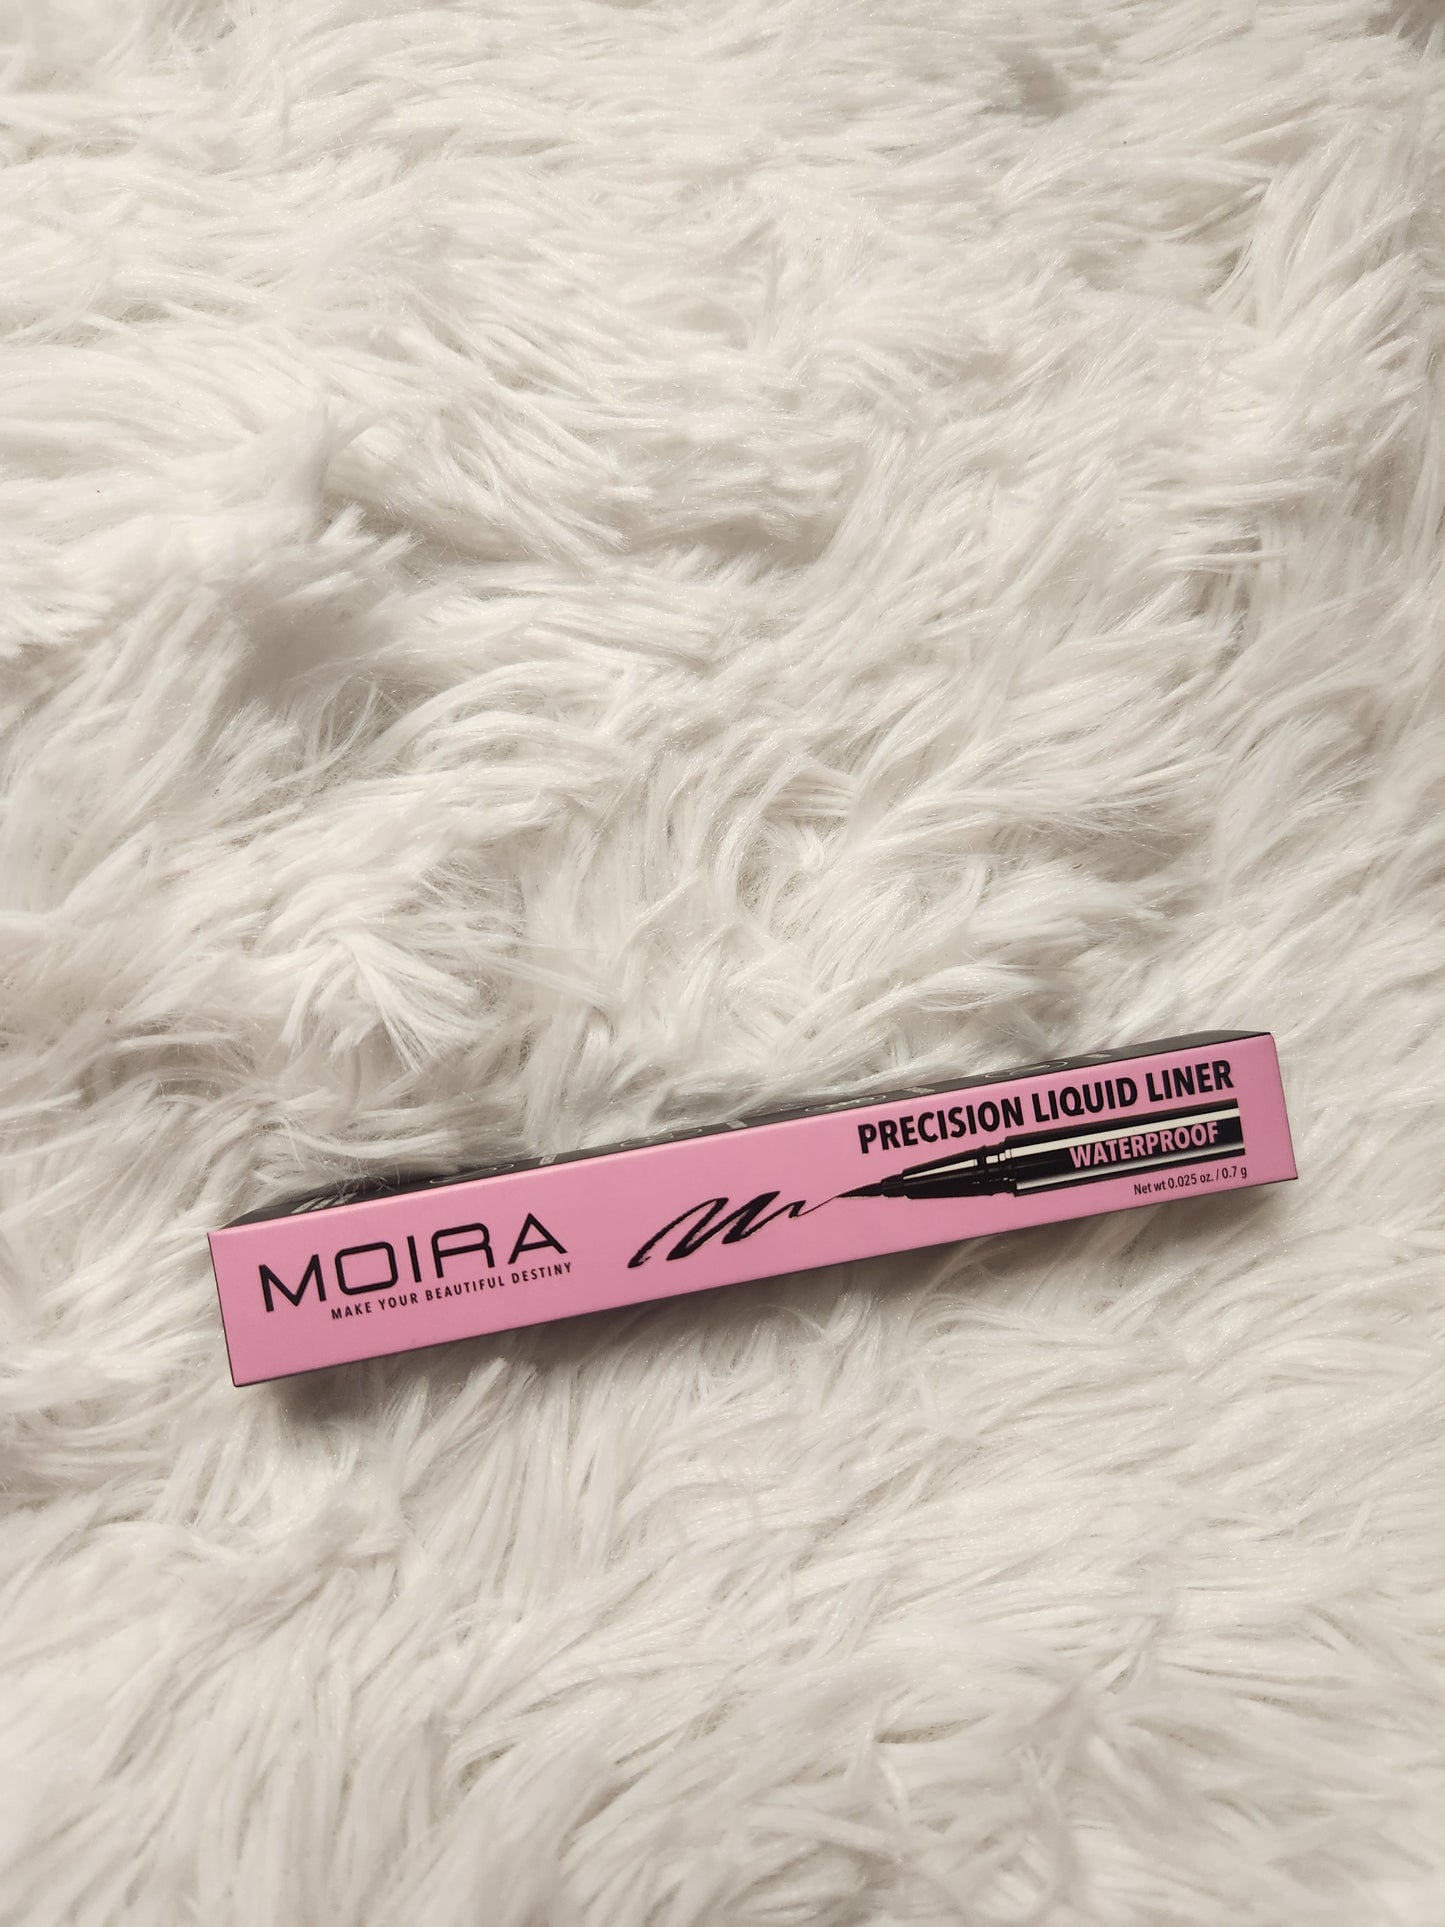 MOIRA
MAKE YOUR BEAUTIFUL DESTINY
PRECISION LIQUID LINER
WATERPROOF
Net wt 0.025 oz. / 0.7 g